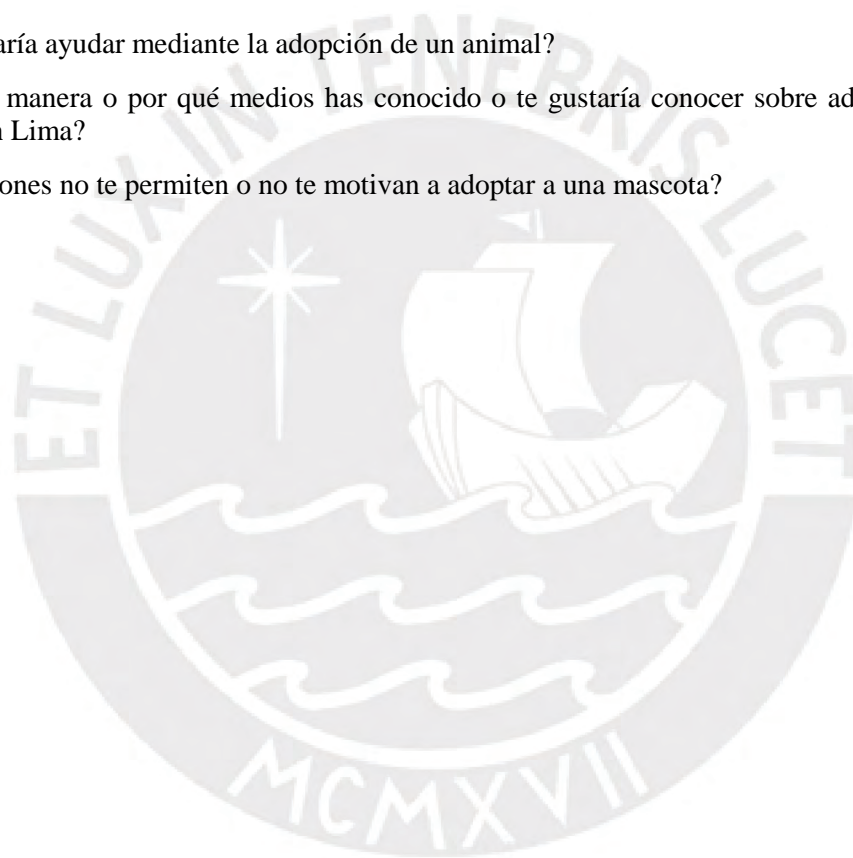 aría ayudar mediante la adopción de un animal?
manera o por qué medios has conocido o te gustaría conocer sobre ad
n Lima?
ones no te permiten o no te motivan a adoptar a una mascota?
ET LUX IN TENEBRIS LUCET
MCMXVII